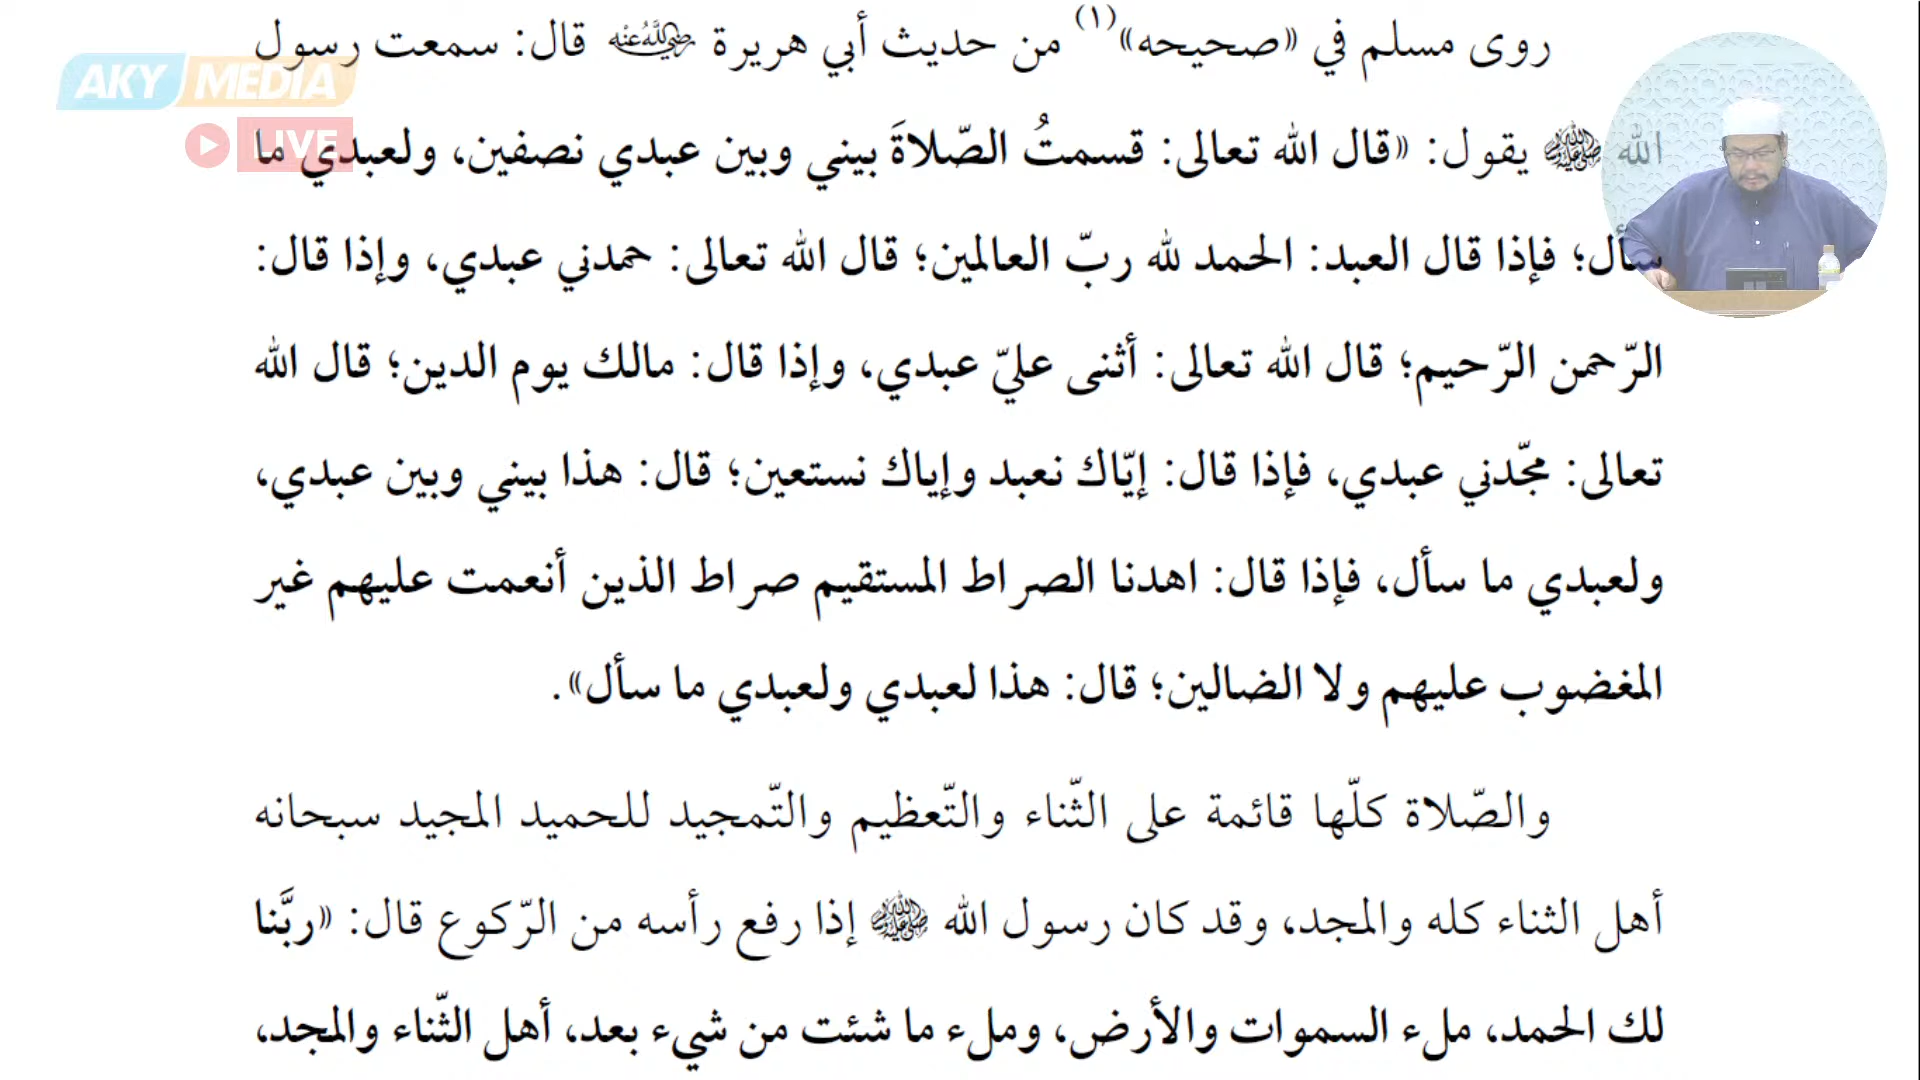 روى مسلم في «صحيحه»(١) من حديث أبي هريرة رضي الله عنه قال: سمعت رسول
الله ﷺ يقول: «قال الله تعالى: قسمتُ الصّلاةَ بيني وبين عبدي نصفين، ولعبدي ما
سأل؛ فإذا قال العبد: الحمد لله ربّ العالمين؛ قال الله تعالى: حمدني عبدي، وإذا قال:
الرّحمن الرّحيم؛ قال الله تعالى: أثنى عليّ عبدي، وإذا قال: مالك يوم الدين؛ قال الله
تعالى: مجّدني عبدي، فإذا قال: إيّاك نعبد وإياك نستعين؛ قال: هذا بيني وبين عبدي،
ولعبدي ما سأل، فإذا قال: اهدنا الصراط المستقيم صراط الذين أنعمت عليهم غير
المغضوب عليهم ولا الضالين؛ قال: هذا لعبدي ولعبدي ما سأل».
والصّلاة كلّها قائمة على الثّناء والتّعظيم والتّمجيد للحميد المجيد سبحانه
أهل الثناء كله والمجد، وقد كان رسول الله ﷺ إذا رفع رأسه من الرّكوع قال: «ربَّنا
لك الحمد، ملء السموات والأرض، وملء ما شئت من شيء بعد، أهل الثّناء والمجد،
AKY MEDIA
LIVE